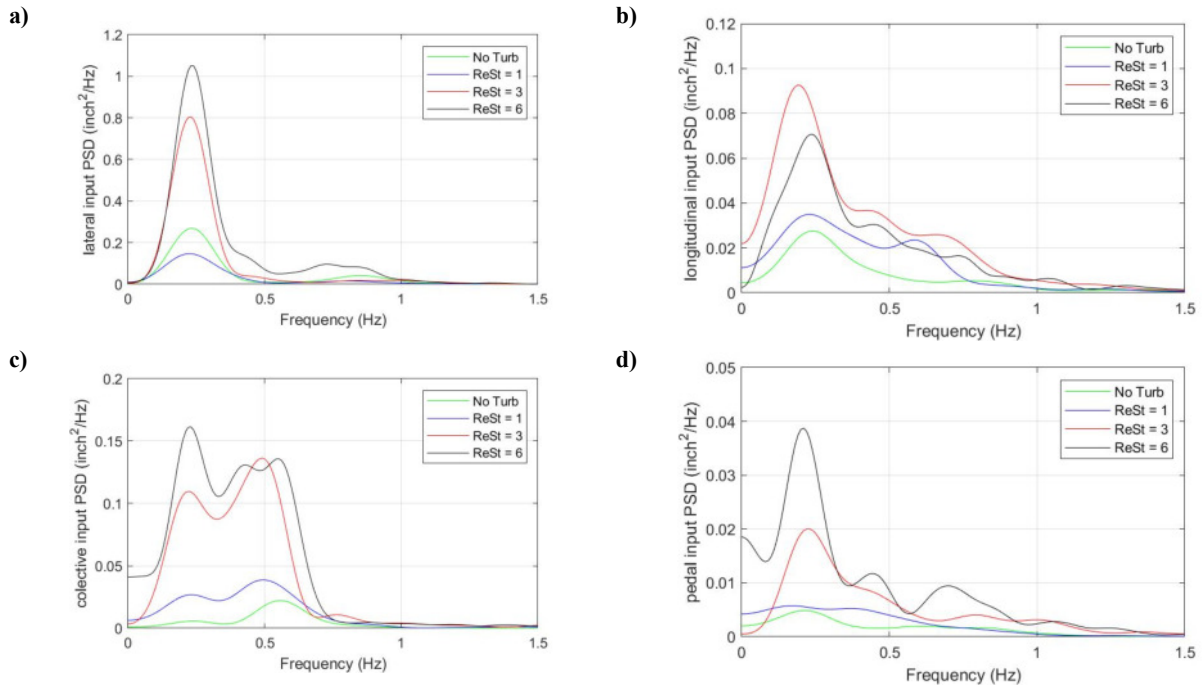 a)
lateral input PSD (inch²/Hz)
1.2
1
0.8
0.6
0.4
0.2
0
0
0.5
1
1.5
Frequency (Hz)
No Turb
ReSt = 1
ReSt = 3
ReSt = 6
b)
longitudinal input PSD (inch²/Hz)
0.12
0.1
0.08
0.06
0.04
0.02
0
0
0.5
1
1.5
Frequency (Hz)
No Turb
ReSt = 1
ReSt = 3
ReSt = 6
c)
colective input PSD (inch²/Hz)
0.2
0.15
0.1
0.05
0
0
0.5
1
1.5
Frequency (Hz)
No Turb
ReSt = 1
ReSt = 3
ReSt = 6
d)
pedal input PSD (inch²/Hz)
0.05
0.04
0.03
0.02
0.01
0
0
0.5
1
1.5
Frequency (Hz)
No Turb
ReSt = 1
ReSt = 3
ReSt = 6